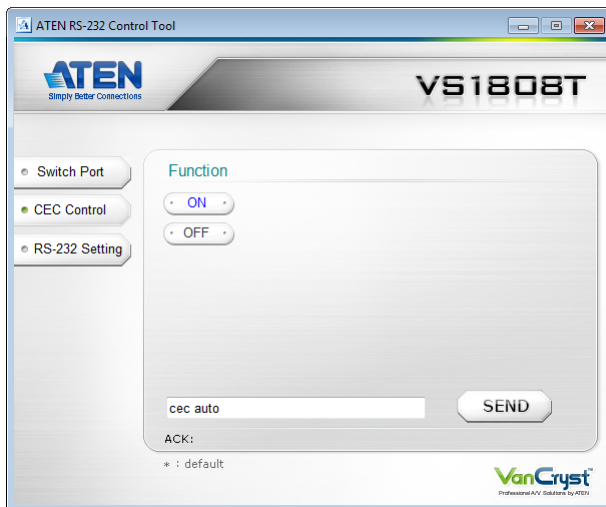 ATEN RS-232 Control Tool
ATEN
Simply Better Connections
VS1808T
Switch Port
CEC Control
RS-232 Setting
Function
ON
OFF
cec auto
SEND
ACK:
* : default
VanCryst™
Professional A/V Solutions by ATEN